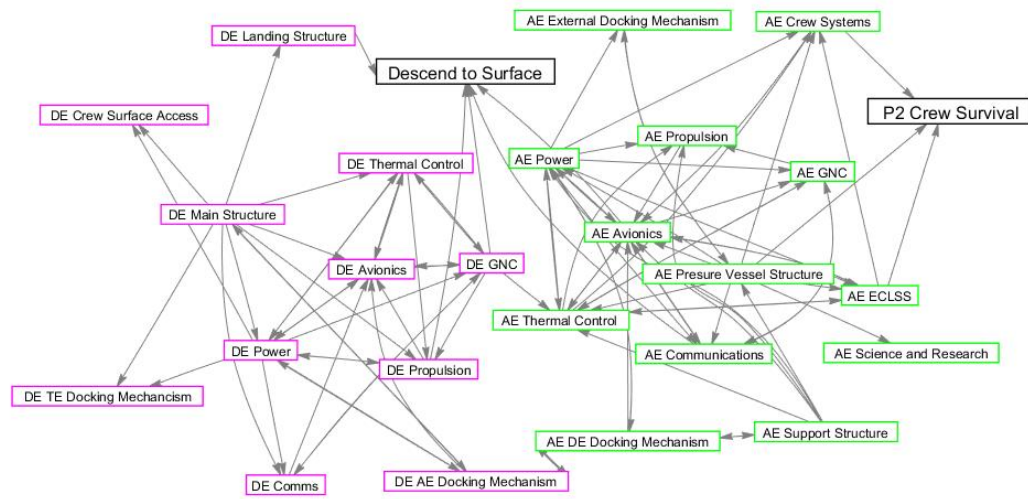 AE External Docking Mechanism
AE Crew Systems
DE Landing Structure
Descend to Surface
P2 Crew Survival
DE Crew Surface Access
AE Propulsion
DE Thermal Control
AE Power
AE GNC
DE Main Structure
AE Avionics
DE Avionics
DE GNC
AE Presure Vessel Structure
AE ECLSS
AE Thermal Control
DE Power
AE Communications
AE Science and Research
DE Propulsion
DE TE Docking Mechancism
AE DE Docking Mechanism
AE Support Structure
DE Comms
DE AE Docking Mechanism